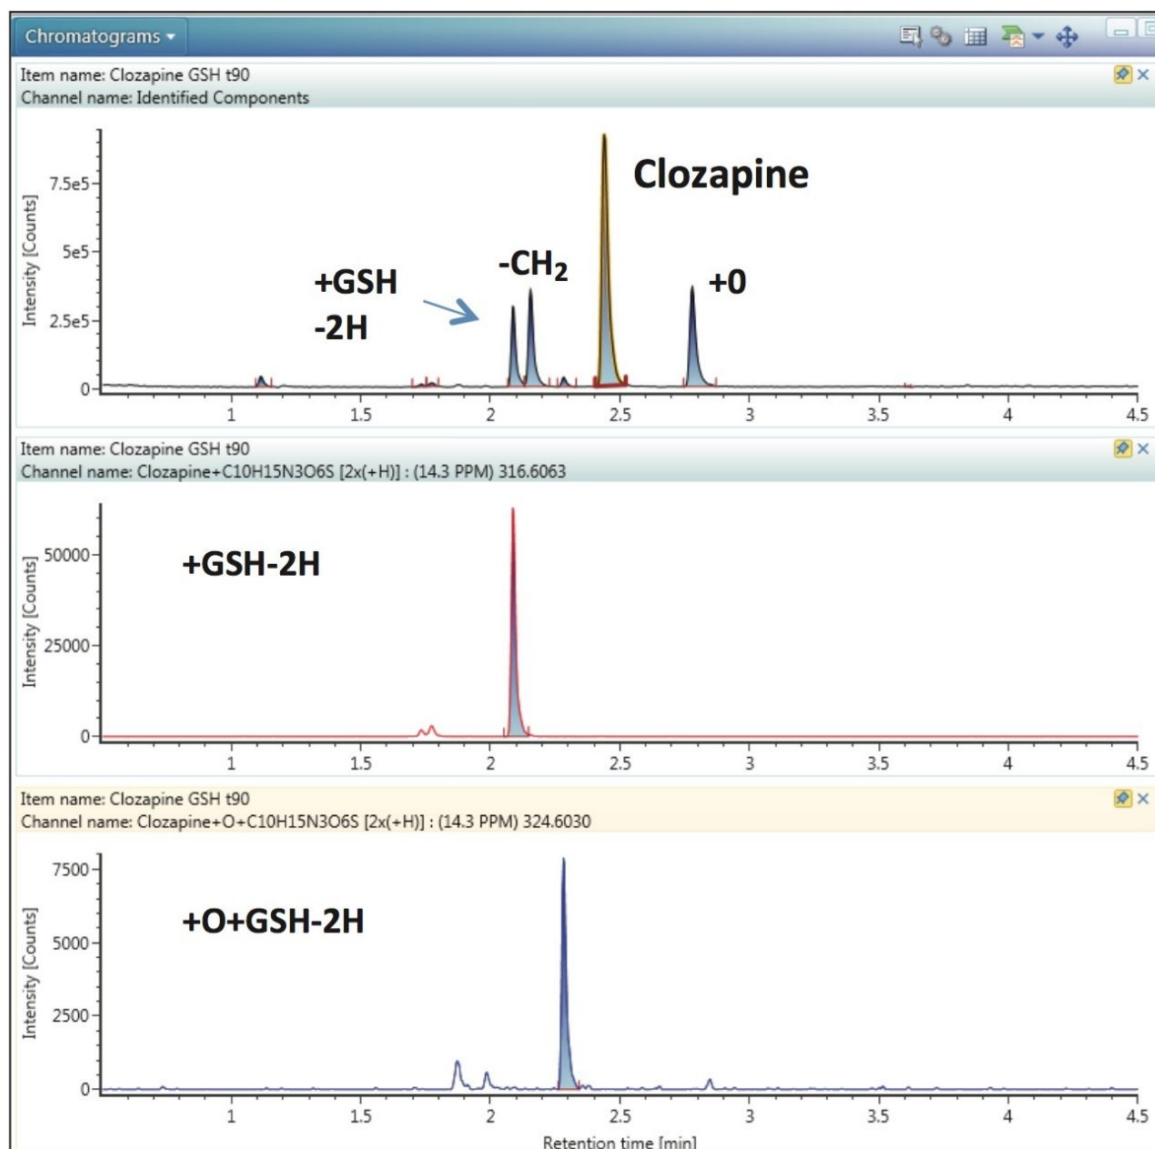 Chromatograms
Item name: Clozapine GSH t90
Channel name: Identified Components
Intensity [Counts]
7.5e5
5e5
2.5e5
0
+GSH
-2H
-CH₂
Clozapine
+0
1 1.5 2 2.5 3 3.5 4 4.5
Item name: Clozapine GSH t90
Channel name: Clozapine+C10H15N3O6S [2x(+H)] : (14.3 PPM) 316.6063
Intensity [Counts]
50000
25000
0
+GSH-2H
1 1.5 2 2.5 3 3.5 4 4.5
Item name: Clozapine GSH t90
Channel name: Clozapine+O+C10H15N3O6S [2x(+H)] : (14.3 PPM) 324.6030
Intensity [Counts]
7500
5000
2500
0
+O+GSH-2H
1 1.5 2 2.5 3 3.5 4 4.5
Retention time [min]